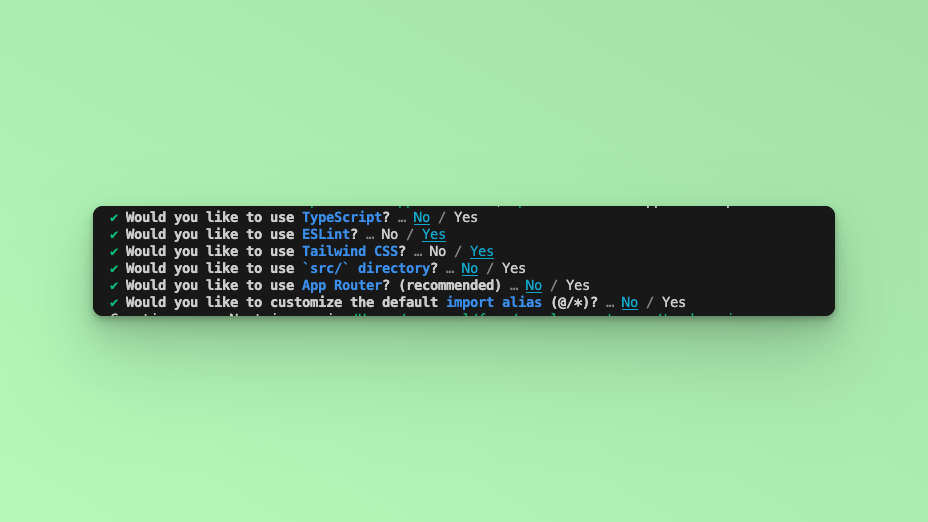 ✔ Would you like to use TypeScript? … No / Yes
✔ Would you like to use ESLint? … No / Yes
✔ Would you like to use Tailwind CSS? … No / Yes
✔ Would you like to use `src/` directory? … No / Yes
✔ Would you like to use App Router? (recommended) … No / Yes
✔ Would you like to customize the default import alias (@/*)? … No / Yes